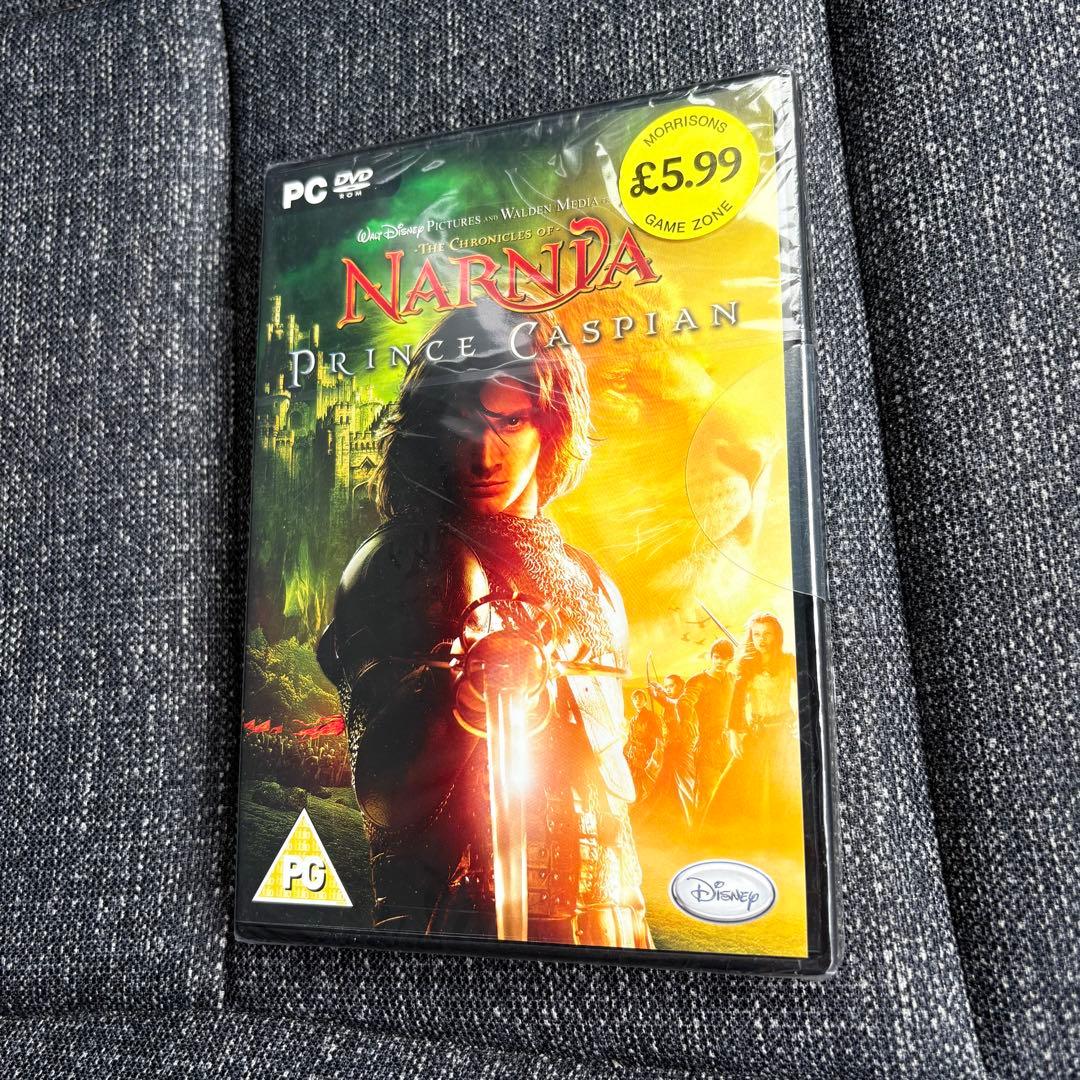 MORRISONS
£5.99
GAME ZONE
PC DVD
ROM
WALT DISNEY PICTURES AND WALDEN MEDIA
·THE CHRONICLES OF·
NARNIA
PRINCE CASPIAN
PG
DISNEY